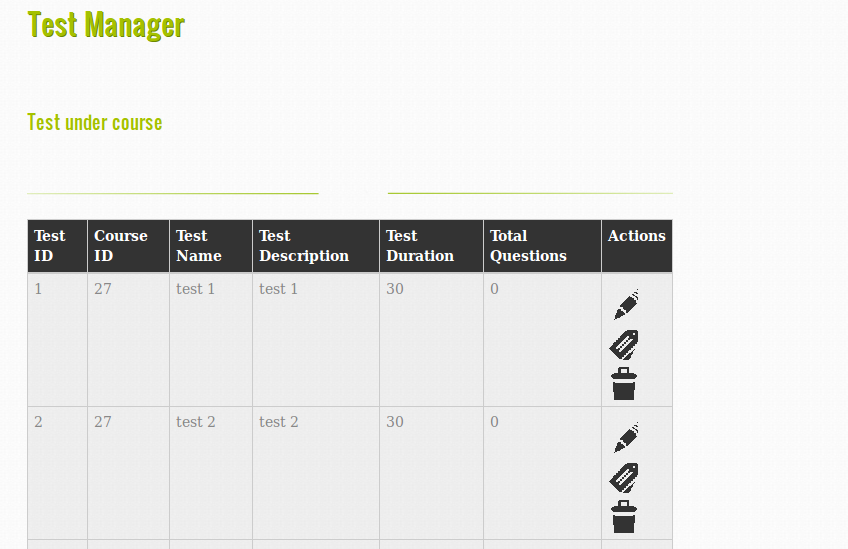 Test Manager
Test under course
Test ID Course ID Test Name Test Description Test Duration Total Questions Actions
1 27 test 1 test 1 30 0
2 27 test 2 test 2 30 0